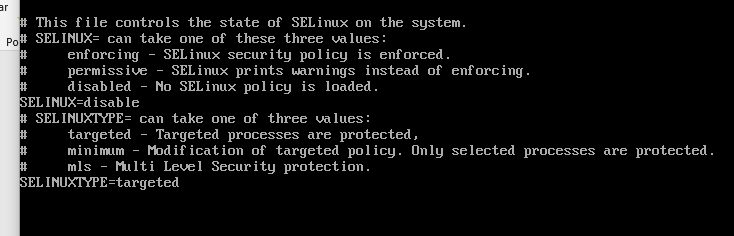 ar
Po
# This file controls the state of SELinux on the system.
# SELINUX= can take one of these three values:
#     enforcing - SELinux security policy is enforced.
#     permissive - SELinux prints warnings instead of enforcing.
#     disabled - No SELinux policy is loaded.
SELINUX=disable
# SELINUXTYPE= can take one of three values:
#     targeted - Targeted processes are protected,
#     minimum - Modification of targeted policy. Only selected processes are protected.
#     mls - Multi Level Security protection.
SELINUXTYPE=targeted